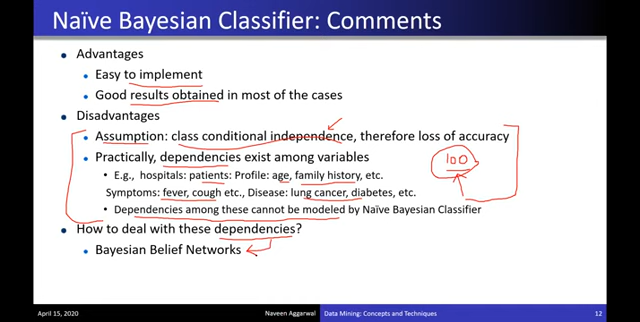 Naïve Bayesian Classifier: Comments
Advantages
Easy to implement
Good results obtained in most of the cases
Disadvantages
Assumption: class conditional independence, therefore loss of accuracy
Practically, dependencies exist among variables
100
E.g., hospitals: patients: Profile: age, family history, etc.
Symptoms: fever, cough etc., Disease: lung cancer, diabetes, etc.
Dependencies among these cannot be modeled by Naïve Bayesian Classifier
How to deal with these dependencies?
Bayesian Belief Networks
April 15, 2020 Naveen Aggarwal Data Mining: Concepts and Techniques 12